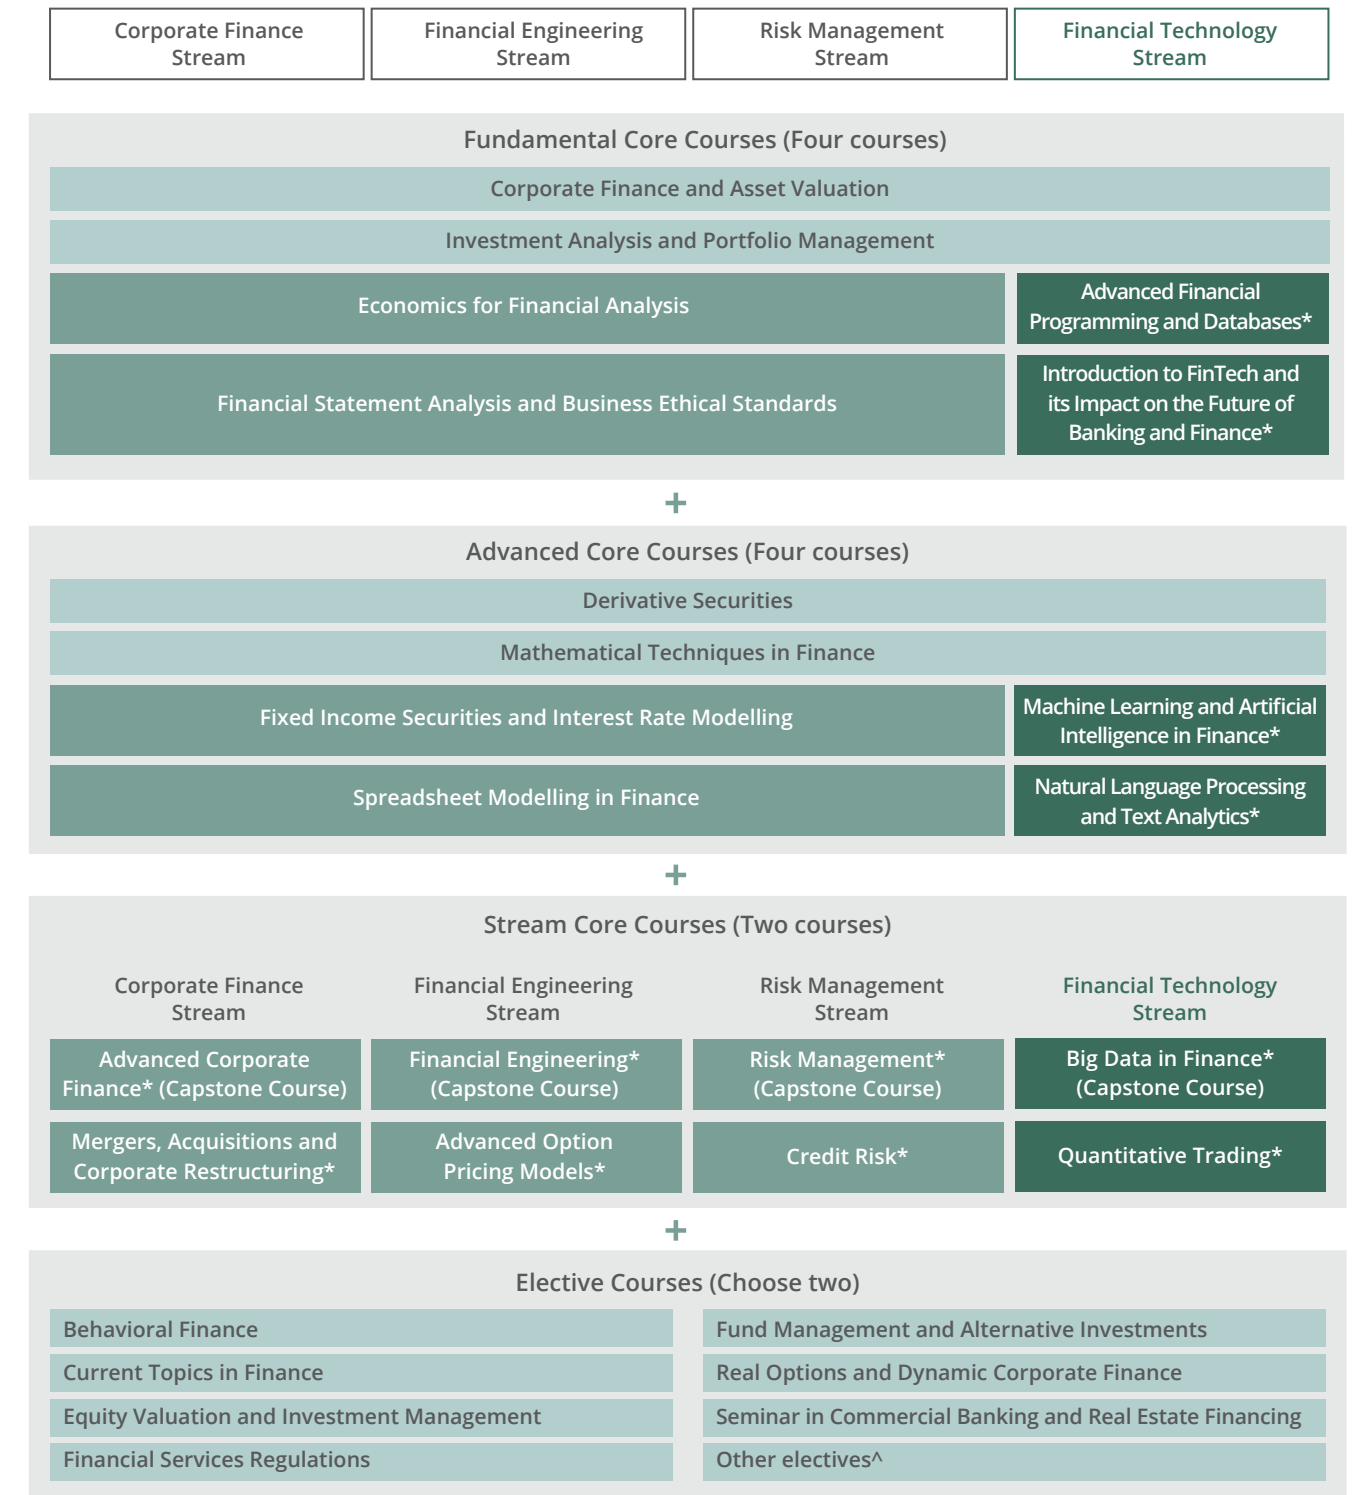 Corporate Finance
Stream
Financial Engineering
Stream
Risk Management
Stream
Financial Technology
Stream
Fundamental Core Courses (Four courses)
Corporate Finance and Asset Valuation
Investment Analysis and Portfolio Management
Economics for Financial Analysis
Advanced Financial
Programming and Databases*
Financial Statement Analysis and Business Ethical Standards
Introduction to FinTech and
its Impact on the Future of
Banking and Finance*
+
Advanced Core Courses (Four courses)
Derivative Securities
Mathematical Techniques in Finance
Fixed Income Securities and Interest Rate Modelling
Machine Learning and Artificial
Intelligence in Finance*
Spreadsheet Modelling in Finance
Natural Language Processing
and Text Analytics*
+
Stream Core Courses (Two courses)
Corporate Finance
Stream
Financial Engineering
Stream
Risk Management
Stream
Financial Technology
Stream
Advanced Corporate
Finance* (Capstone Course)
Financial Engineering*
(Capstone Course)
Risk Management*
(Capstone Course)
Big Data in Finance*
(Capstone Course)
Mergers, Acquisitions and
Corporate Restructuring*
Advanced Option
Pricing Models*
Credit Risk*
Quantitative Trading*
+
Elective Courses (Choose two)
Behavioral Finance
Fund Management and Alternative Investments
Current Topics in Finance
Real Options and Dynamic Corporate Finance
Equity Valuation and Investment Management
Seminar in Commercial Banking and Real Estate Financing
Financial Services Regulations
Other electives^